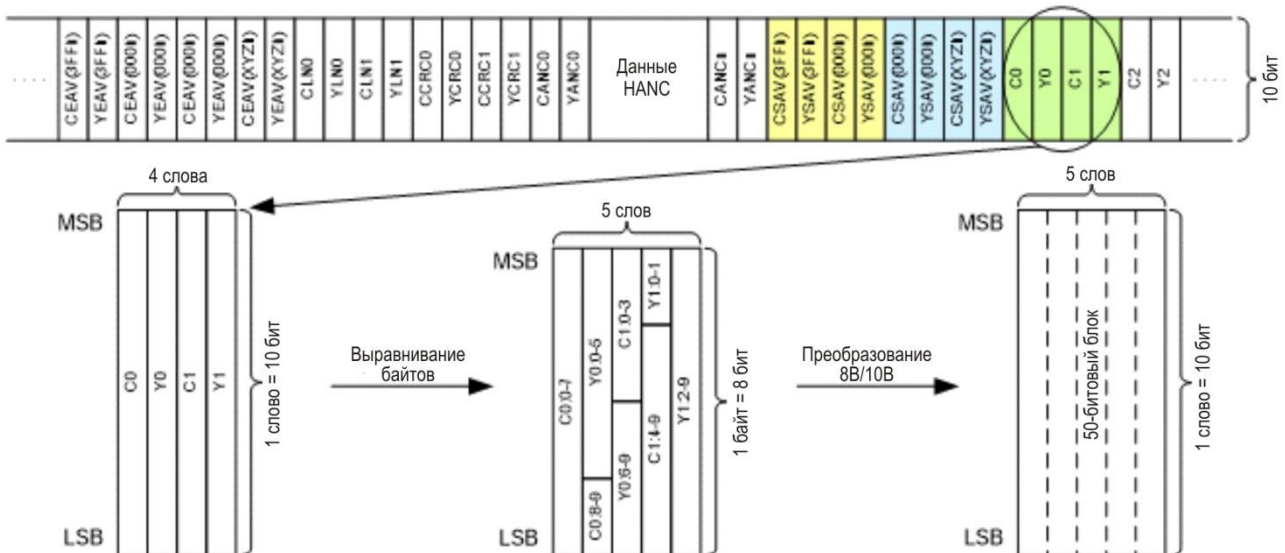 CEAV(3FFh)
YEAV(3FFh)
CEAV(000h)
YEAV(000h)
CEAV(000h)
YEAV(000h)
CEAV(XYZh)
YEAV(XYZh)
CLN0
YLN0
CLN1
YLN1
CCRC0
YCRC0
CCRC1
YCRC1
CANC0
YANC0
Данные
HANC
CSAV(3FFh)
YSAV(3FFh)
CSAV(000h)
YSAV(000h)
CSAV(000h)
YSAV(000h)
CSAV(XYZh)
YSAV(XYZh)
C0
Y0
C1
Y1
C2
Y2
10 бит
4 слова
MSB
LSB
C0
Y0
C1
Y1
1 слово = 10 бит
Выравнивание
байтов
5 слов
MSB
LSB
C0:0-7
Y0:0-5
C0:8-9
C1:0-3
Y0:6-9
Y1:0-1
C1:4-9
Y1:2-9
1 байт = 8 бит
Преобразование
8B/10B
5 слов
MSB
LSB
50-битовый блок
1 слово = 10 бит